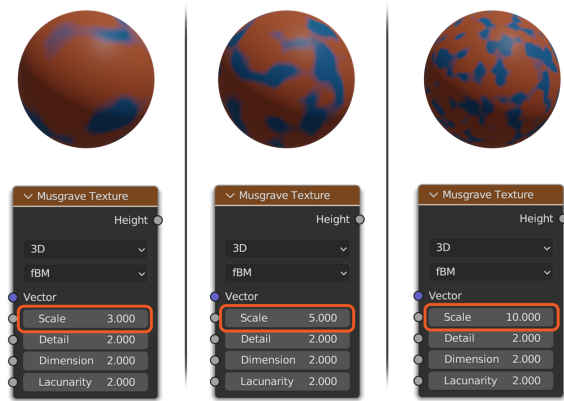 Musgrave Texture
Height
3D
fBM
Vector
Scale 3.000
Detail 2.000
Dimension 2.000
Lacunarity 2.000
Musgrave Texture
Height
3D
fBM
Vector
Scale 5.000
Detail 2.000
Dimension 2.000
Lacunarity 2.000
Musgrave Texture
Height
3D
fBM
Vector
Scale 10.000
Detail 2.000
Dimension 2.000
Lacunarity 2.000